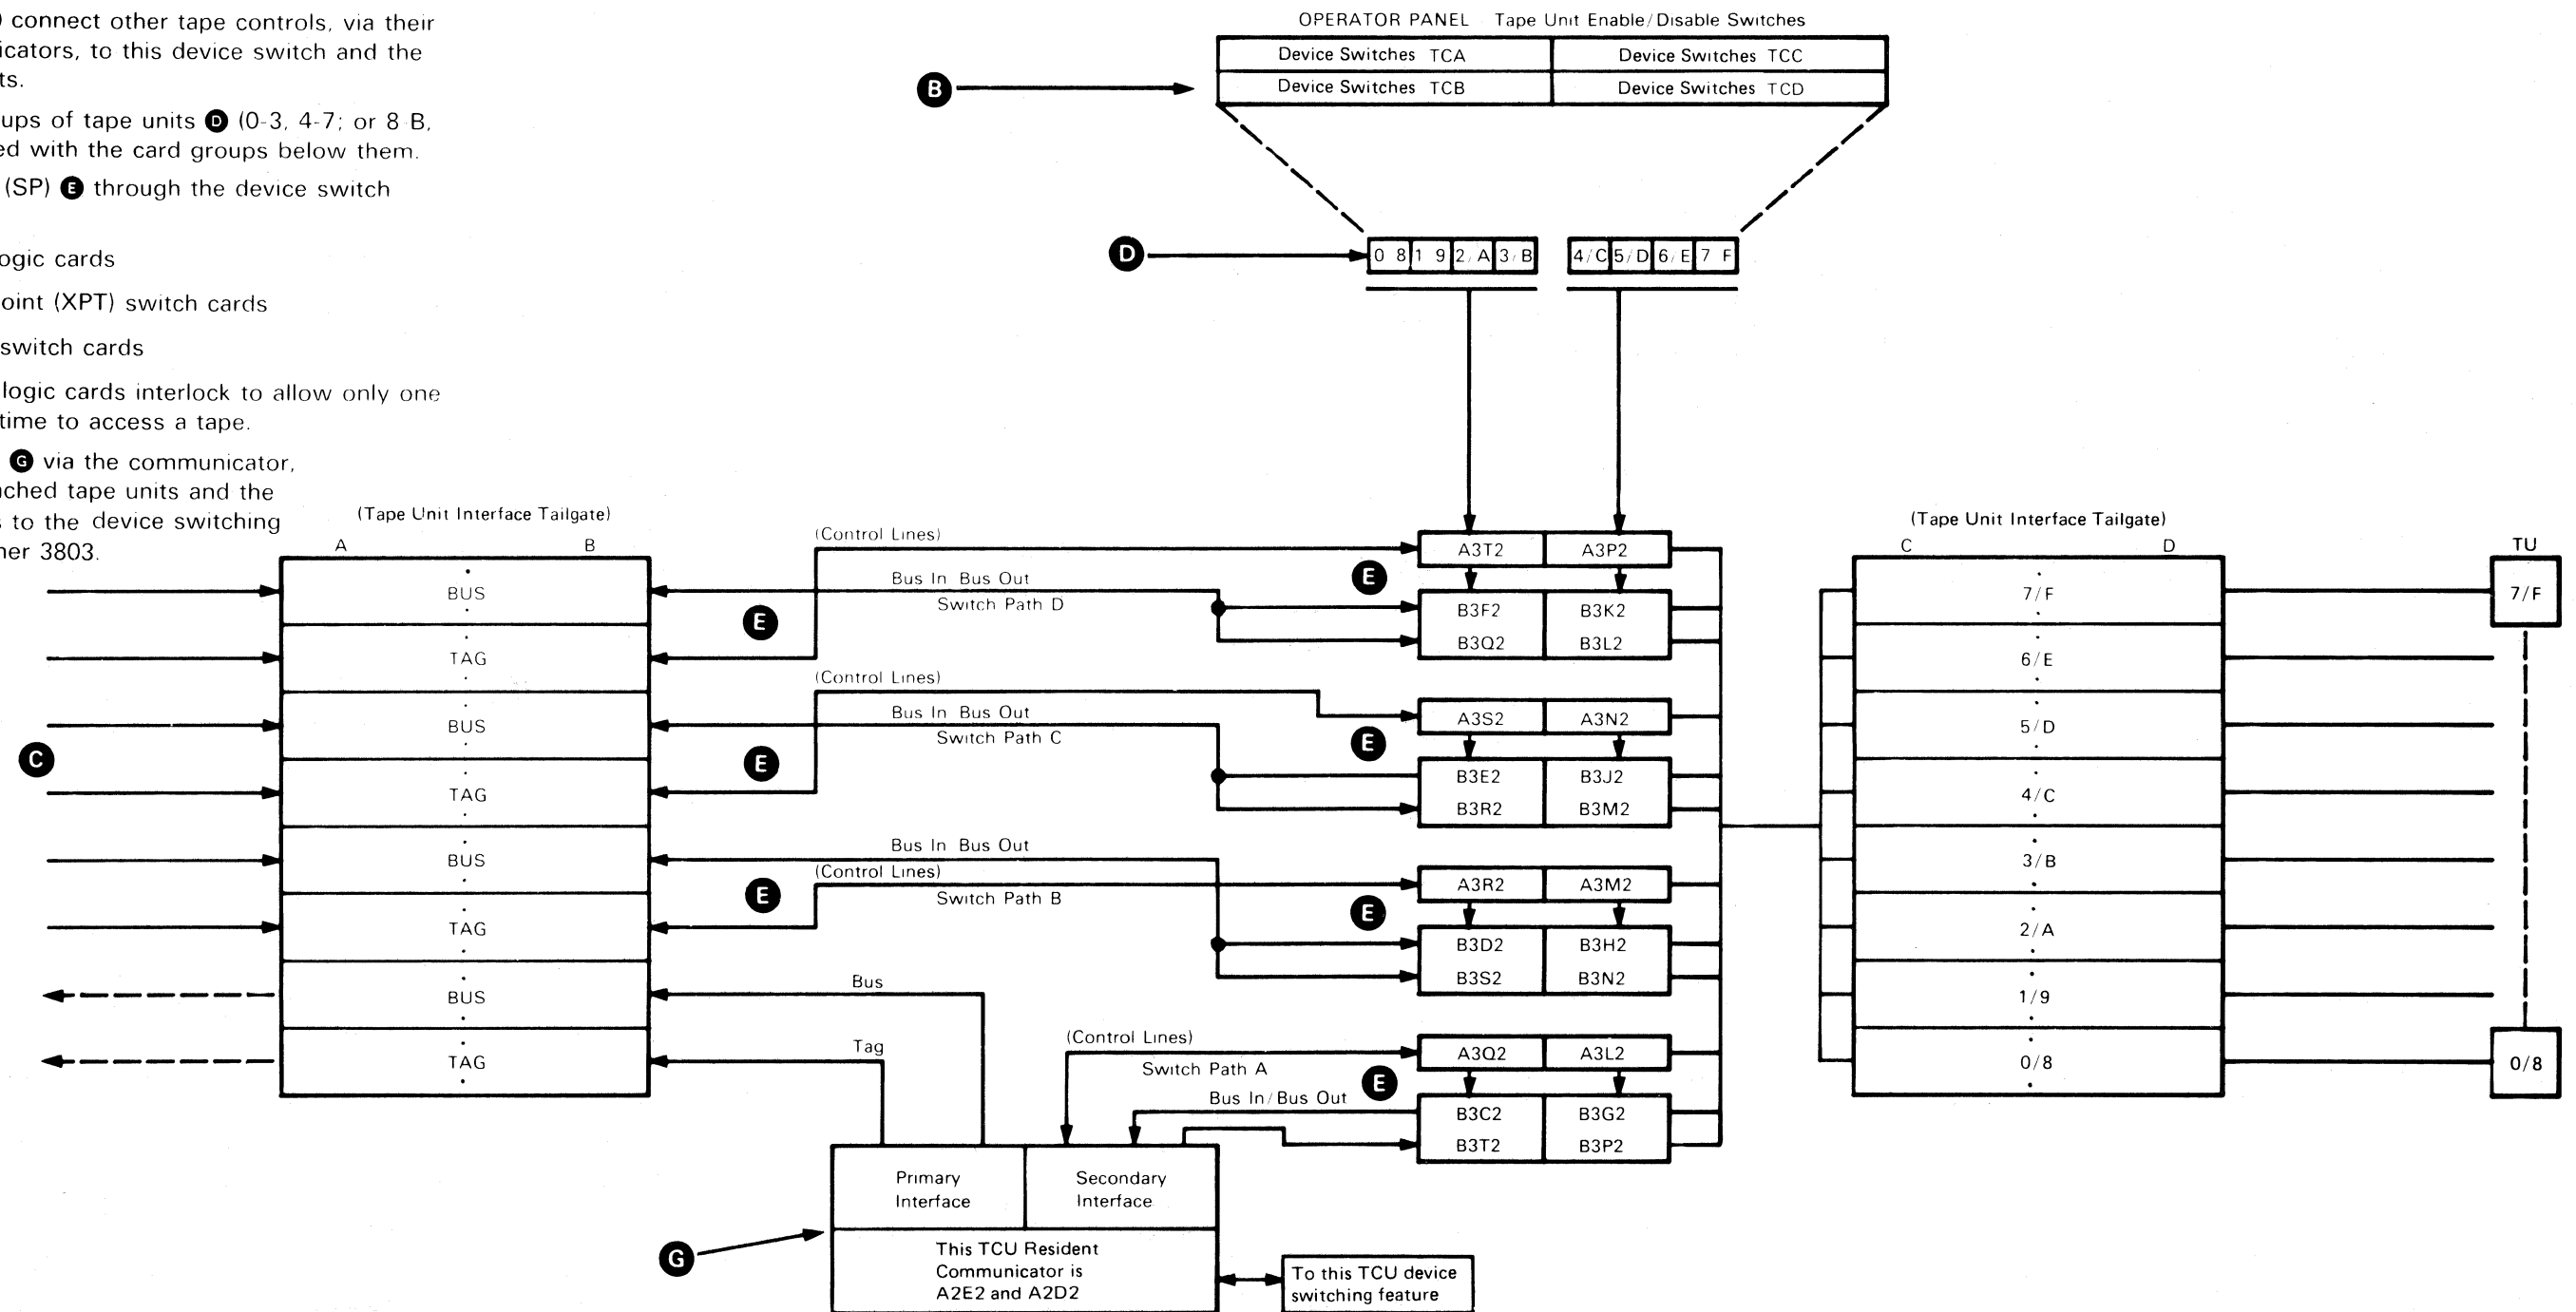 connect other tape controls, via their
icators, to this device switch and the
ts.
ups of tape units D (0-3, 4-7; or 8 B,
ed with the card groups below them.
(SP) E through the device switch
ogic cards
oint (XPT) switch cards
switch cards
logic cards interlock to allow only one
time to access a tape.
G via the communicator,
ached tape units and the
s to the device switching
her 3803.
OPERATOR PANEL Tape Unit Enable/Disable Switches
Device Switches TCA
Device Switches TCC
Device Switches TCB
Device Switches TCD
B
D
0 8 1 9 2/A 3/B
4/C 5/D 6/E 7 F
(Tape Unit Interface Tailgate)
A B
BUS
TAG
BUS
TAG
BUS
TAG
BUS
TAG
C
(Control Lines)
Bus In Bus Out
Switch Path D
E
E
A3T2 A3P2
B3F2 B3K2
B3Q2 B3L2
(Control Lines)
Bus In Bus Out
Switch Path C
E
E
A3S2 A3N2
B3E2 B3J2
B3R2 B3M2
Bus In Bus Out
(Control Lines)
Switch Path B
E
E
A3R2 A3M2
B3D2 B3H2
B3S2 B3N2
Bus
Tag
(Control Lines)
Switch Path A
Bus In/Bus Out
E
A3Q2 A3L2
B3C2 B3G2
B3T2 B3P2
Primary
Interface
Secondary
Interface
G
This TCU Resident
Communicator is
A2E2 and A2D2
To this TCU device
switching feature
(Tape Unit Interface Tailgate)
C D
7/F
6/E
5/D
4/C
3/B
2/A
1/9
0/8
TU
7/F
0/8